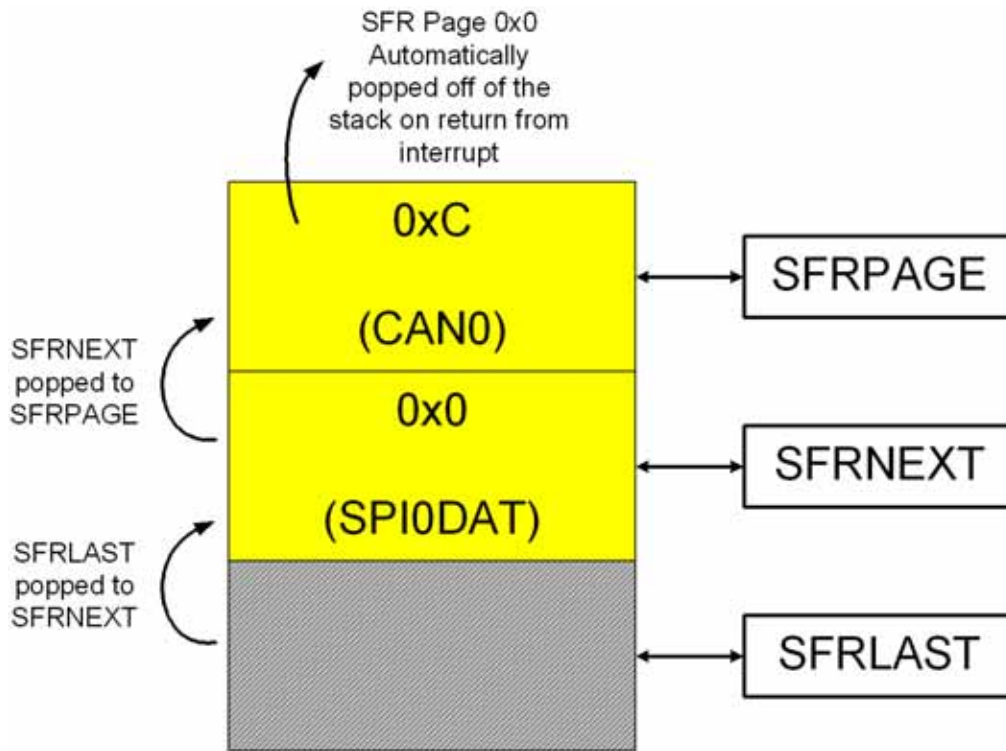 SFR Page 0x0
Automatically
popped off of the
stack on return from
interrupt
0xC
(CAN0)
SFRPAGE
SFRNEXT
popped to
SFRPAGE
0x0
(SPI0DAT)
SFRNEXT
SFRLAST
popped to
SFRNEXT
SFRLAST